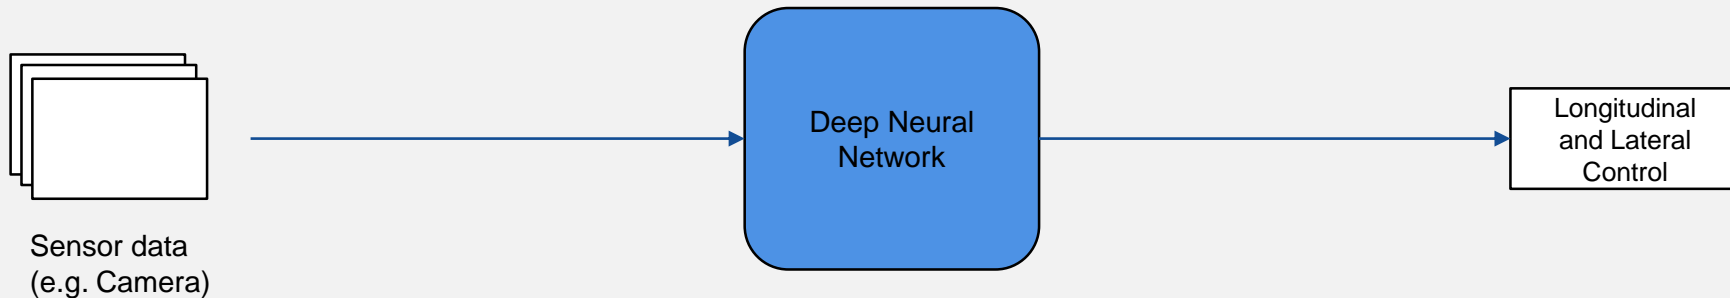 Sensor data
(e.g. Camera)
Deep Neural
Network
Longitudinal
and Lateral
Control